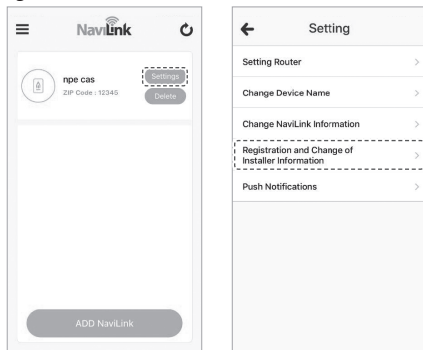 NaviLink
npe cas
Settings
ZIP Code : 12345
Delete
ADD NaviLink
Setting
Setting Router
Change Device Name
Change NaviLink Information
Registration and Change of
Installer Information
Push Notifications